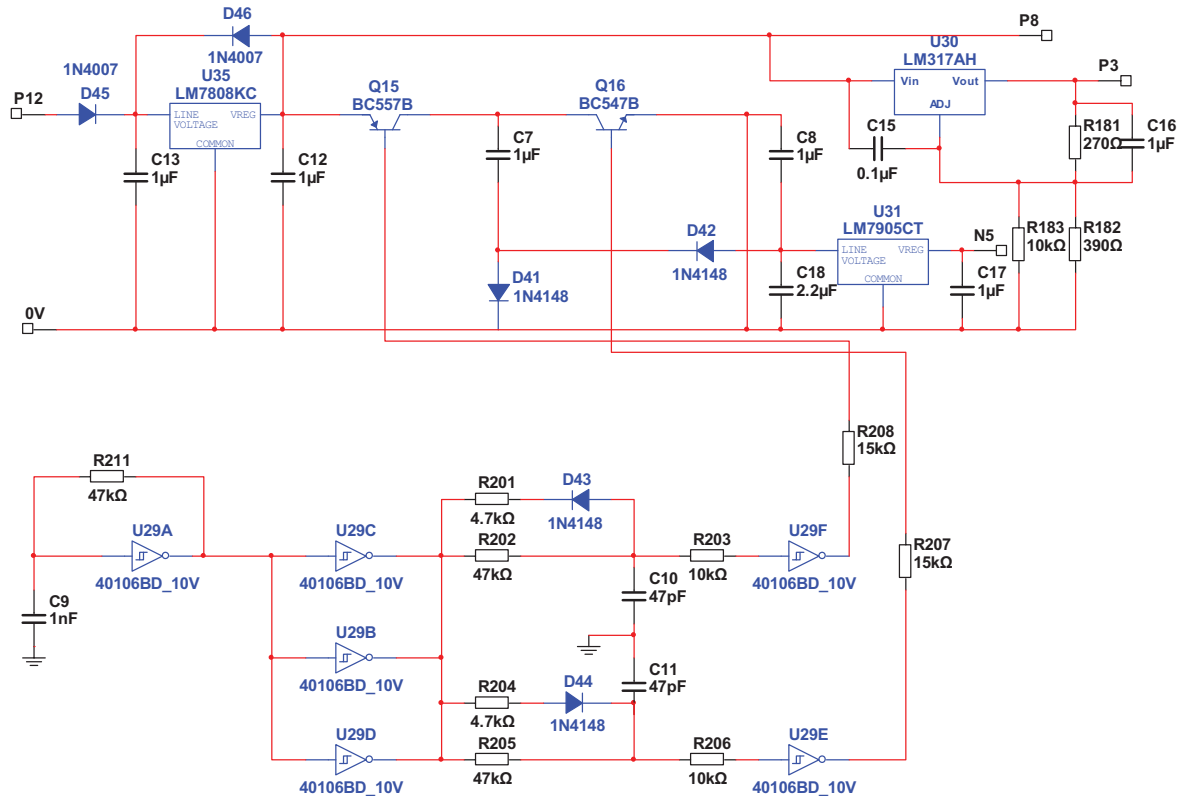 D46
1N4007
P8
U30
LM317AH
Vin
Vout
ADJ
P3
1N4007
D45
P12
U35
LM7808KC
LINE
VOLTAGE
VREG
COMMON
Q15
BC557B
Q16
BC547B
C13
1µF
C12
1µF
C7
1µF
C8
1µF
C15
0.1µF
R181
270Ω
C16
1µF
D41
1N4148
D42
1N4148
U31
LM7905CT
LINE
VOLTAGE
VREG
COMMON
N5
C18
2.2µF
C17
1µF
R183
10kΩ
R182
390Ω
0V
R208
15kΩ
R207
15kΩ
R211
47kΩ
U29A
40106BD_10V
C9
1nF
U29C
40106BD_10V
U29B
40106BD_10V
U29D
40106BD_10V
R201
4.7kΩ
D43
1N4148
R202
47kΩ
R203
10kΩ
U29F
40106BD_10V
C10
47pF
C11
47pF
R204
4.7kΩ
D44
1N4148
R205
47kΩ
R206
10kΩ
U29E
40106BD_10V